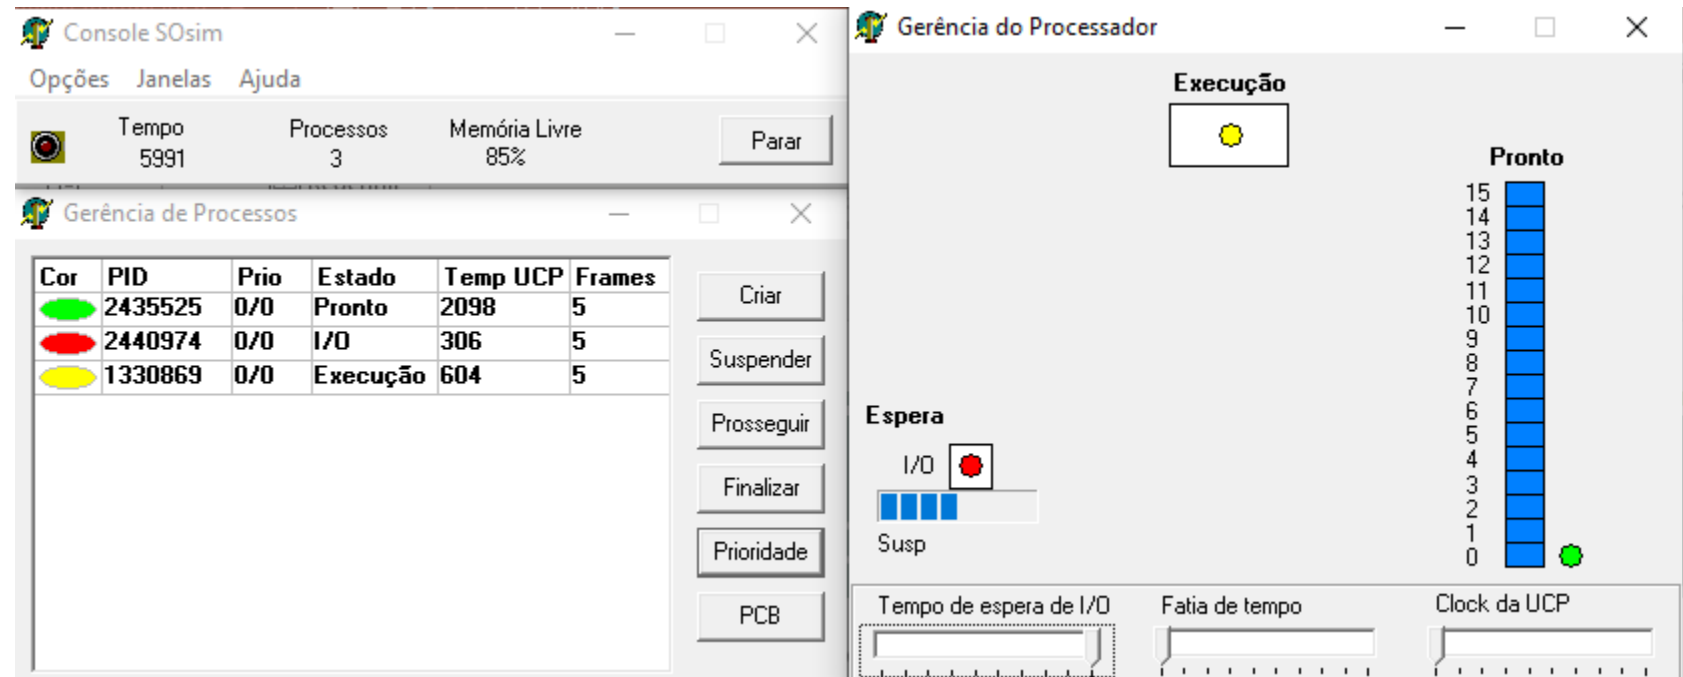 Console SOsim
Opções Janelas Ajuda
Tempo Processos Memória Livre
5991 3 85%
Parar
Gerência de Processos
Cor PID Prio Estado Temp UCP Frames
2435525 0/0 Pronto 2098 5
2440974 0/0 I/O 306 5
1330869 0/0 Execução 604 5
Criar
Suspender
Prosseguir
Finalizar
Prioridade
PCB
Gerência do Processador
Execução
Pronto
15
14
13
12
11
10
9
8
7
6
5
4
3
2
1
0
Espera
I/O
Susp
Tempo de espera de I/O Fatia de tempo Clock da UCP